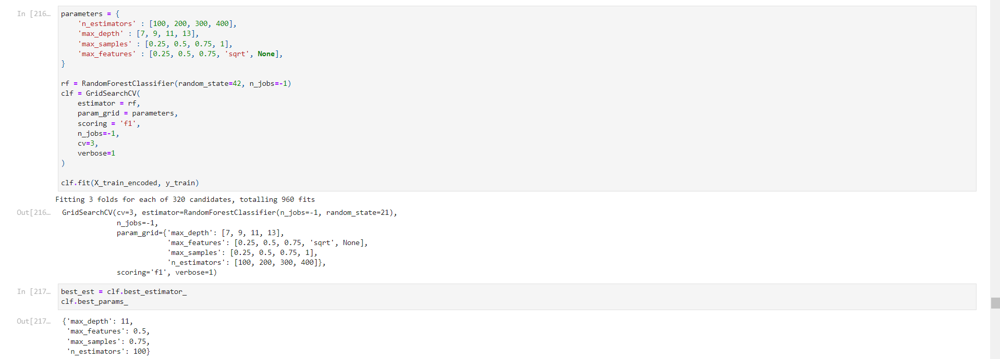 In [216…
parameters = {
    'n_estimators' : [100, 200, 300, 400],
    'max_depth' : [7, 9, 11, 13],
    'max_samples' : [0.25, 0.5, 0.75, 1],
    'max_features' : [0.25, 0.5, 0.75, 'sqrt', None],
}
rf = RandomForestClassifier(random_state=42, n_jobs=-1)
clf = GridSearchCV(
    estimator = rf,
    param_grid = parameters,
    scoring = 'f1',
    n_jobs=-1,
    cv=3,
    verbose=1
)
clf.fit(X_train_encoded, y_train)
Fitting 3 folds for each of 320 candidates, totalling 960 fits
Out[216…
GridSearchCV(cv=3, estimator=RandomForestClassifier(n_jobs=-1, random_state=21),
             n_jobs=-1,
             param_grid={'max_depth': [7, 9, 11, 13],
                         'max_features': [0.25, 0.5, 0.75, 'sqrt', None],
                         'max_samples': [0.25, 0.5, 0.75, 1],
                         'n_estimators': [100, 200, 300, 400]},
             scoring='f1', verbose=1)
In [217…
best_est = clf.best_estimator_
clf.best_params_
Out[217…
{'max_depth': 11,
 'max_features': 0.5,
 'max_samples': 0.75,
 'n_estimators': 100}